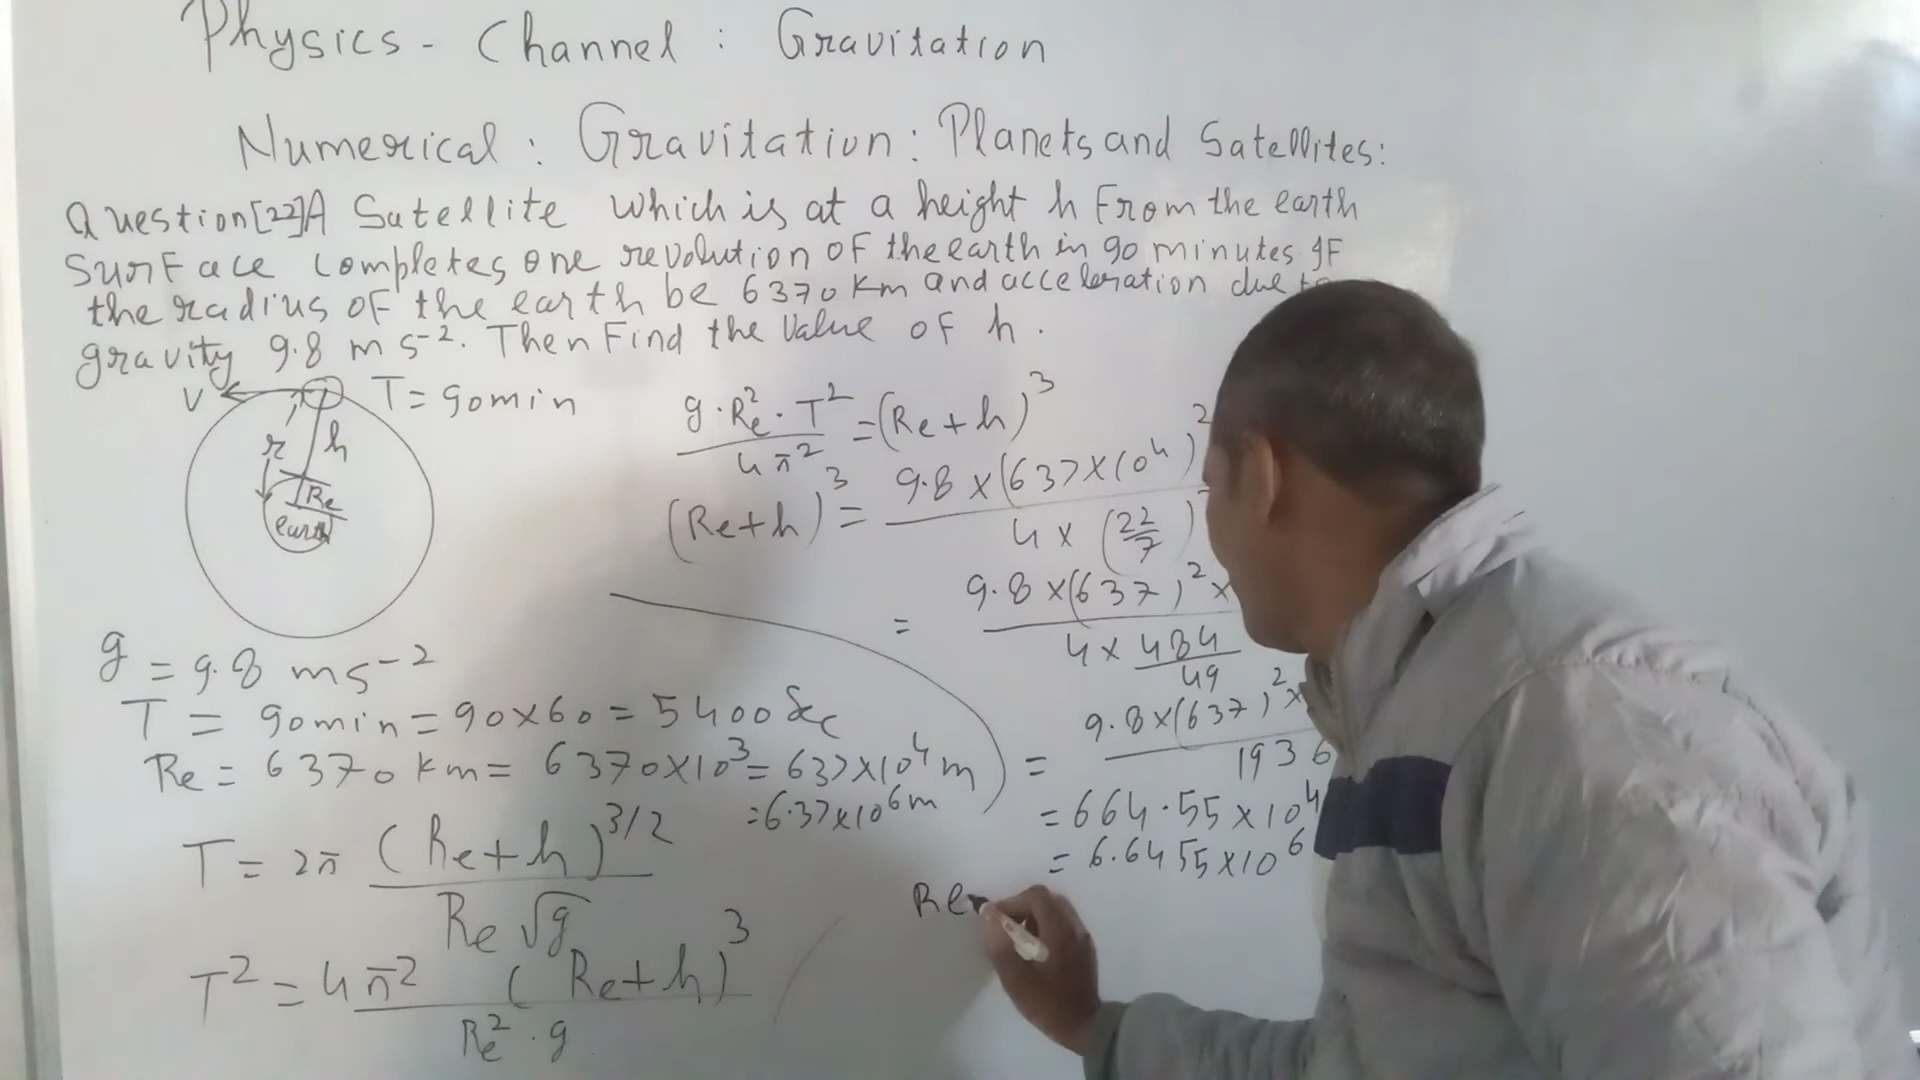 Physics - Channel : Gravitation
Numerical : Gravitation : Planets and Satellites :
Question[22]A Satellite which is at a height h From the earth
surface completes one revolution of the earth in 90 minutes. If
the radius of the earth be 6370 km and acceleration due to
gravity 9.8 m s⁻². Then Find the value of h .
V
T = 90min
r
h
Re
earth
g = 9.8 ms⁻²
T = 90min = 90×60 = 5400 Sec
Re = 6370 km = 6370×10³ = 637×10⁴ m
= 6.37×10⁶ m
T = 2π (Re+h)^3/2 / Re √g
T² = 4π² (Re+h)³ / Re² . g
g . Re² . T² / 4π² = (Re+h)³
(Re+h)³ = 9.8 × (637×10⁴)² / 4 × (22/7)
= 9.8 ×(637)² × / 4 × 484/49
= 9.8×(637)² × / 1936
= 664.55 × 10⁴
= 6.6455×10⁶
Re